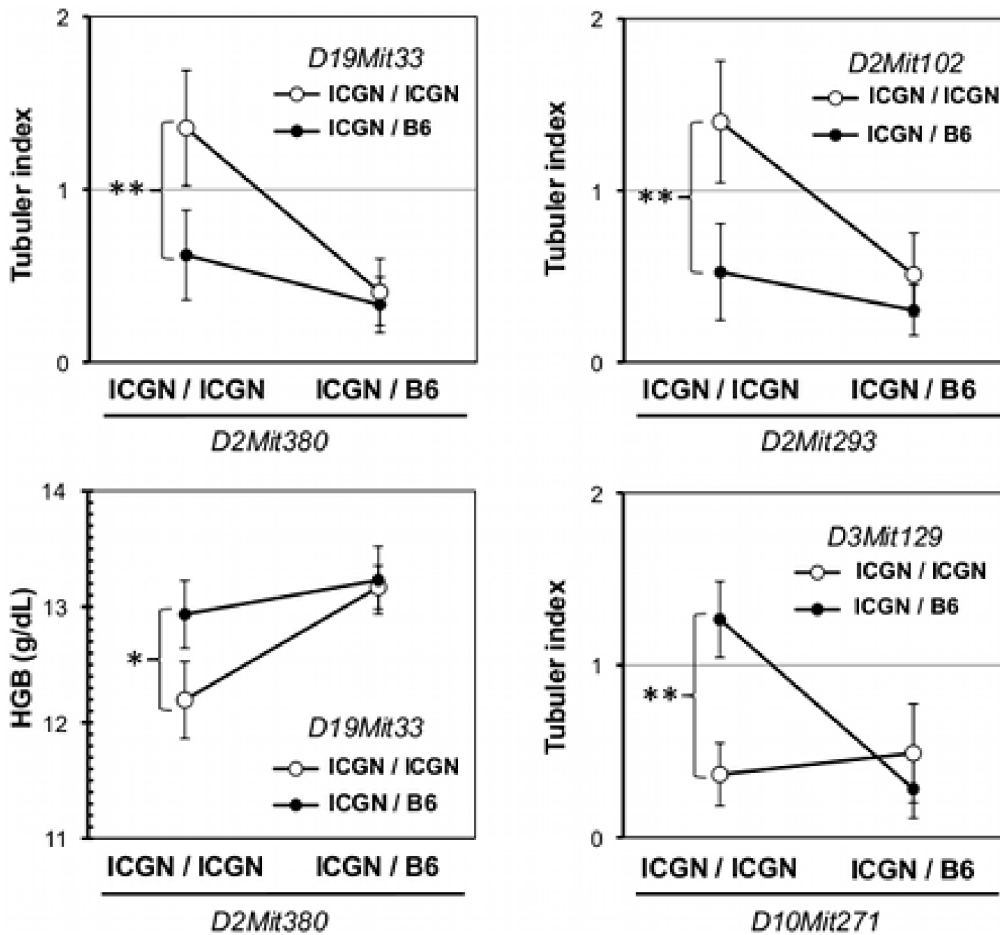 2
1
0
Tubuler index
D19Mit33
ICGN / ICGN
ICGN / B6
**
ICGN / ICGN
ICGN / B6
D2Mit380
2
1
0
Tubuler index
D2Mit102
ICGN / ICGN
ICGN / B6
**
ICGN / ICGN
ICGN / B6
D2Mit293
14
13
12
11
HGB (g/dL)
*
D19Mit33
ICGN / ICGN
ICGN / B6
ICGN / ICGN
ICGN / B6
D2Mit380
2
1
0
Tubuler index
D3Mit129
ICGN / ICGN
ICGN / B6
**
ICGN / ICGN
ICGN / B6
D10Mit271